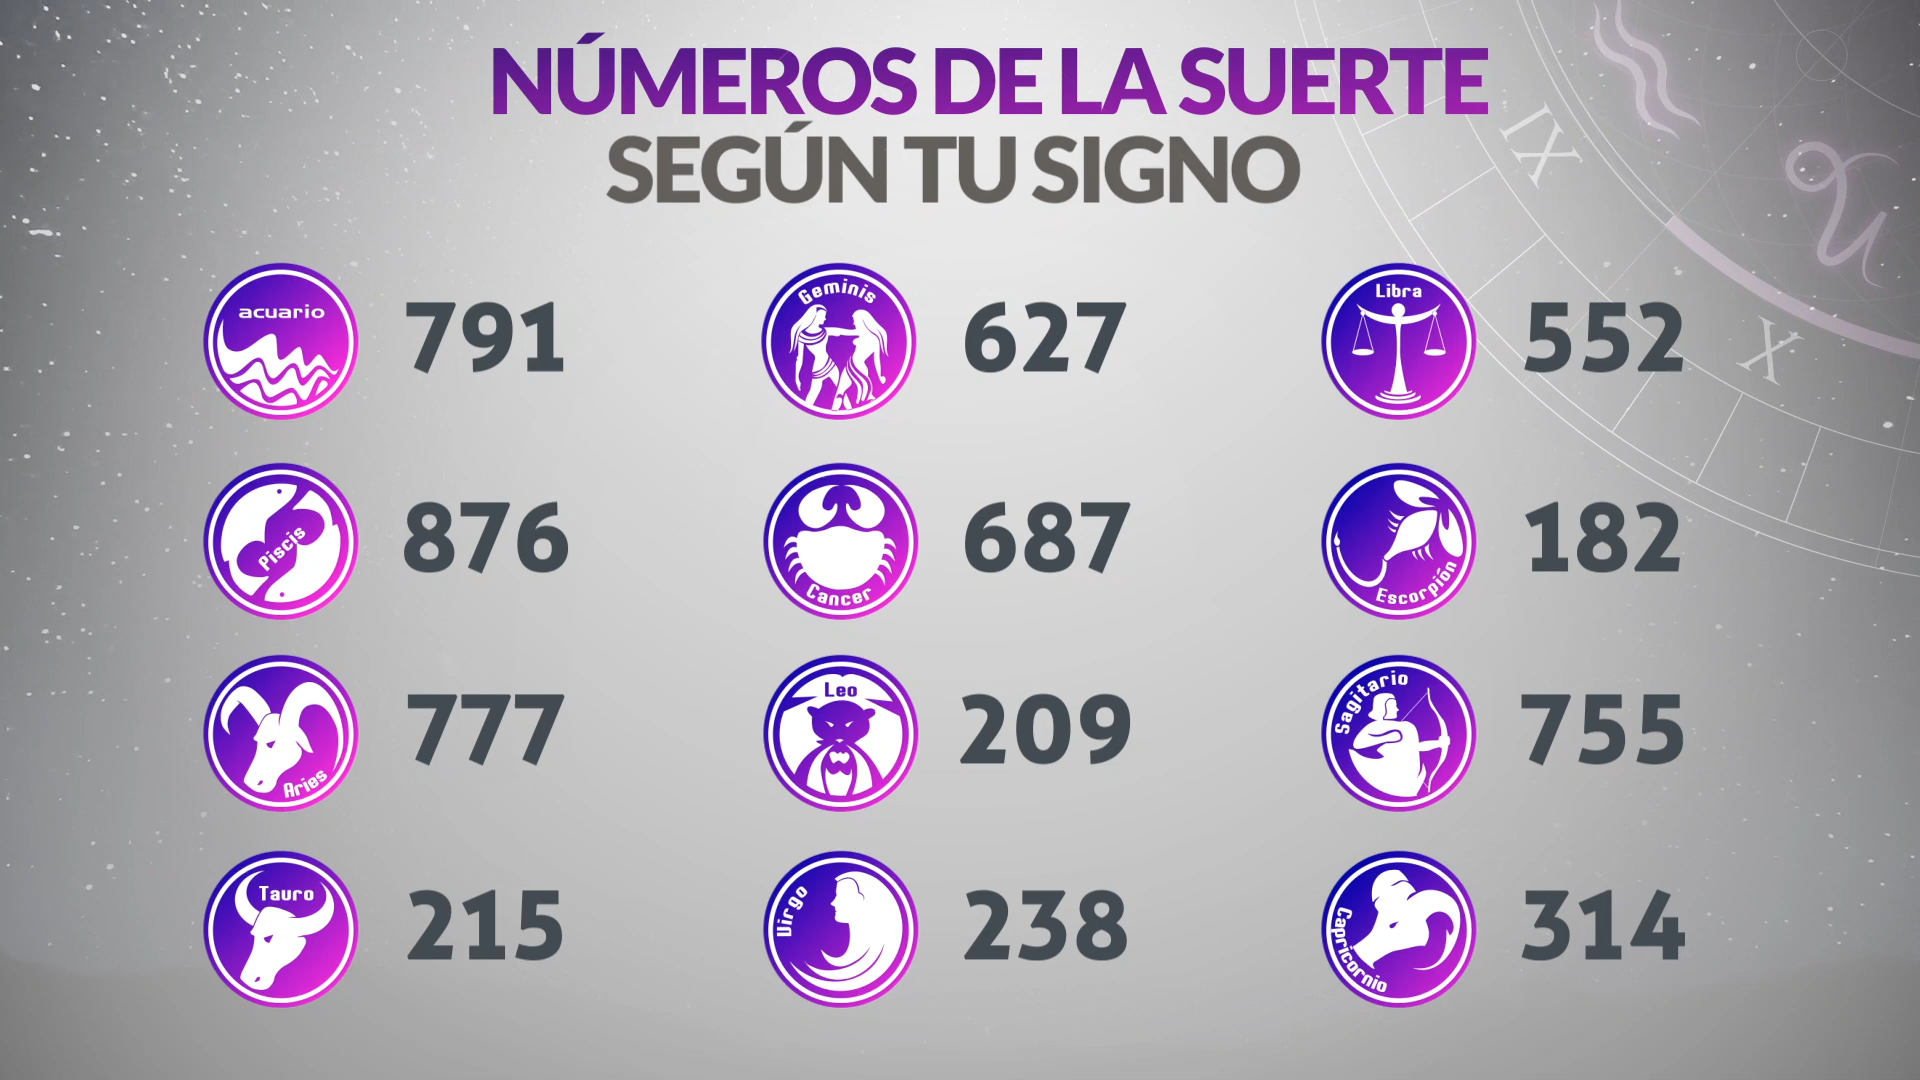 NÚMEROS DE LA SUERTE
SEGÚN TU SIGNO
acuario 791
Geminis 627
Libra 552
Piscis 876
Cancer 687
Escorpión 182
Aries 777
Leo 209
Sagitario 755
Tauro 215
Virgo 238
Capricornio 314
IX
X